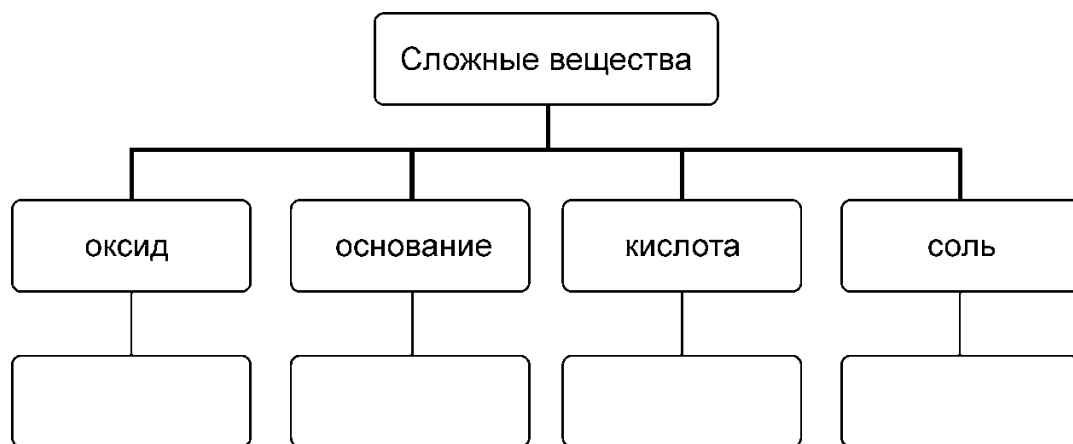 Сложные вещества
оксид
основание
кислота
соль